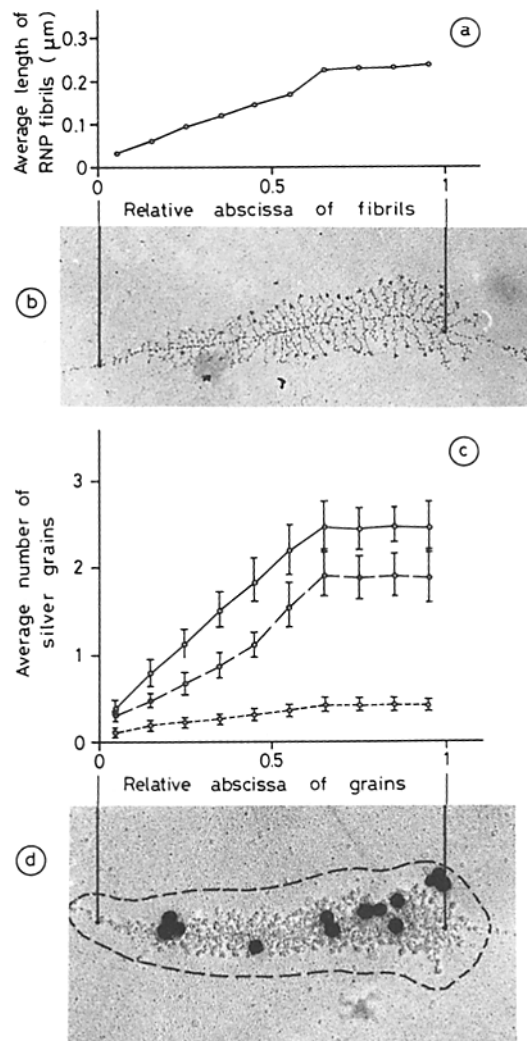 a
Average length of
RNP fibrils (μm)
0.3
0.2
0.1
0
0
0.5
1
Relative abscissa of fibrils
b
c
Average number of
silver grains
3
2
1
0
0
0.5
1
Relative abscissa of grains
d